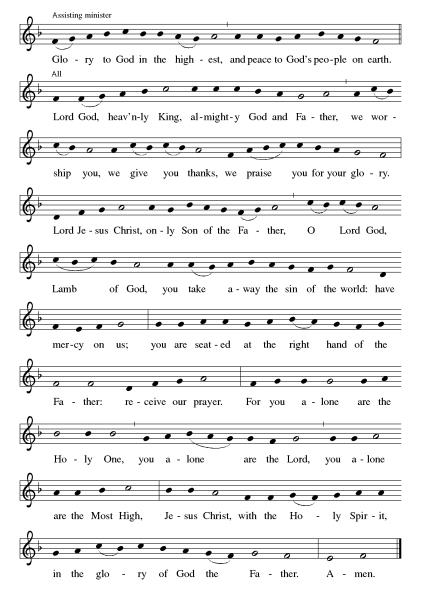 Assisting minister
Glo - ry to God in the high - est, and peace to God's peo - ple on earth.
All
Lord God, heav'n-ly King, al-might-y God and Fa - ther, we wor -
ship you, we give you thanks, we praise you for your glo - ry.
Lord Je - sus Christ, on - ly Son of the Fa - ther, O Lord God,
Lamb of God, you take a - way the sin of the world: have
mer - cy on us; you are seat - ed at the right hand of the
Fa - ther: re - ceive our prayer. For you a - lone are the
Ho - ly One, you a - lone are the Lord, you a - lone
are the Most High, Je - sus Christ, with the Ho - ly Spir - it,
in the glo - ry of God the Fa - ther. A - men.